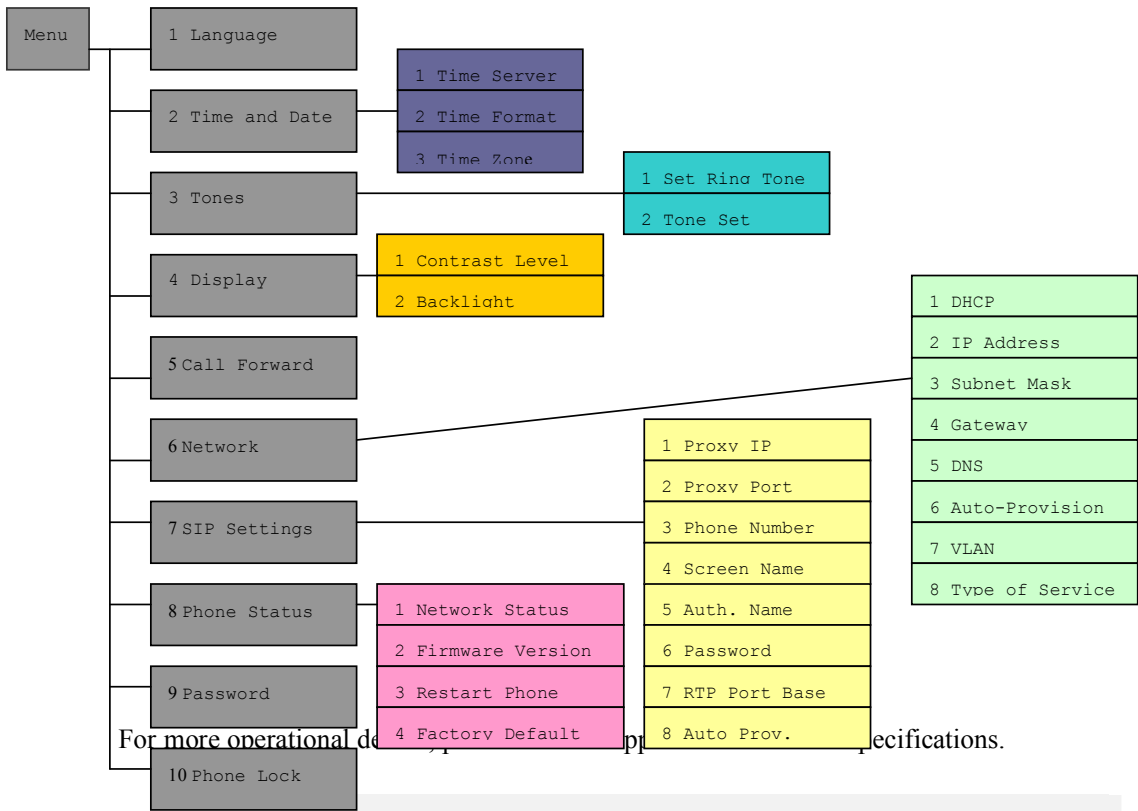 Menu
1 Language
2 Time and Date
1 Time Server
2 Time Format
3 Time Zone
3 Tones
1 Set Ring Tone
2 Tone Set
4 Display
1 Contrast Level
2 Backlight
5 Call Forward
6 Network
1 DHCP
2 IP Address
3 Subnet Mask
4 Gateway
5 DNS
6 Auto-Provision
7 VLAN
8 Type of Service
7 SIP Settings
1 Proxy IP
2 Proxy Port
3 Phone Number
4 Screen Name
5 Auth. Name
6 Password
7 RTP Port Base
8 Auto Prov.
8 Phone Status
1 Network Status
2 Firmware Version
3 Restart Phone
4 Factory Default
9 Password
10 Phone Lock
For more operational